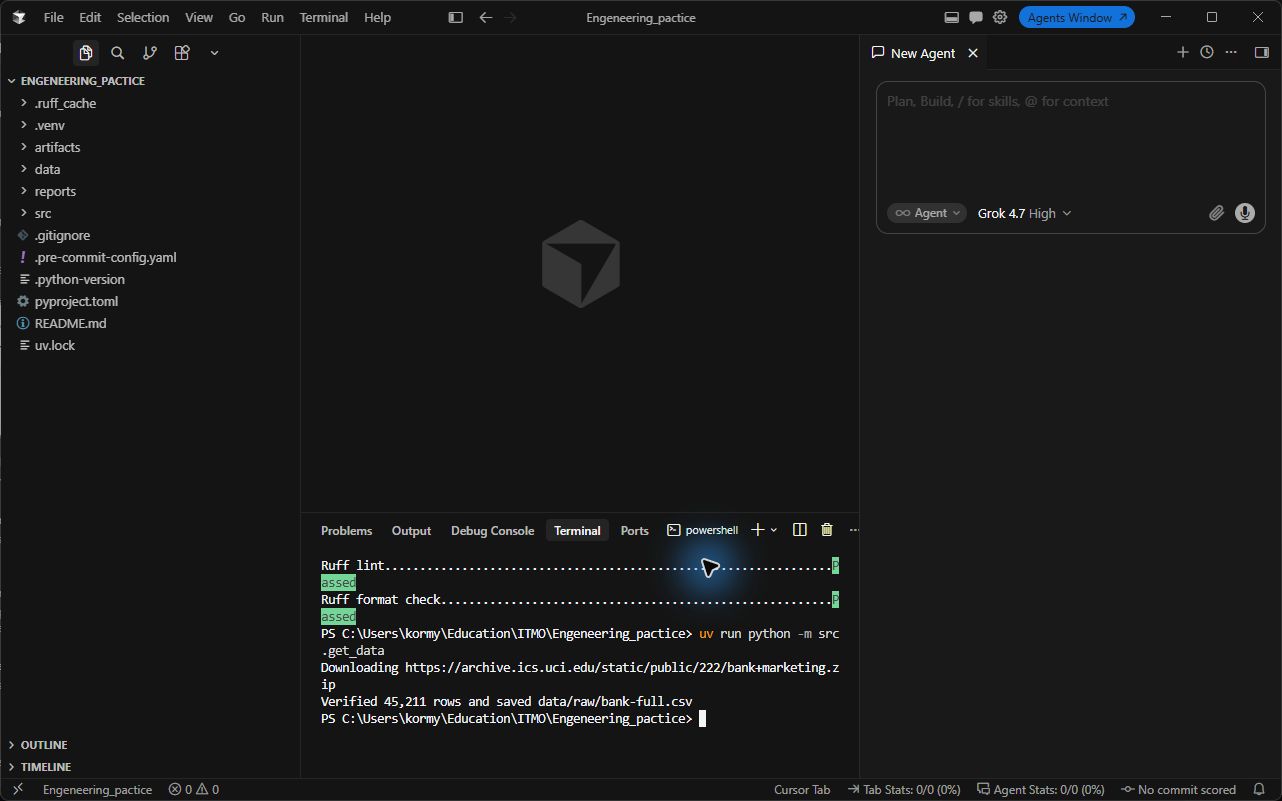 File Edit Selection View Go Run Terminal Help Engeneering_pactice Agents Window
ENGENEERING_PACTICE
.ruff_cache
.venv
artifacts
data
reports
src
.gitignore
.pre-commit-config.yaml
.python-version
pyproject.toml
README.md
uv.lock
OUTLINE
TIMELINE
Problems Output Debug Console Terminal Ports powershell
Ruff lint...............................................................P
assed
Ruff format check.......................................................P
assed
PS C:\Users\kormy\Education\ITMO\Engeneering_pactice> uv run python -m src
.get_data
Downloading https://archive.ics.uci.edu/static/public/222/bank+marketing.z
ip
Verified 45,211 rows and saved data/raw/bank-full.csv
PS C:\Users\kormy\Education\ITMO\Engeneering_pactice>
New Agent
Plan, Build, / for skills, @ for context
Agent Grok 4.7 High
Engeneering_pactice 0 0 Cursor Tab Tab Stats: 0/0 (0%) Agent Stats: 0/0 (0%) No commit scored